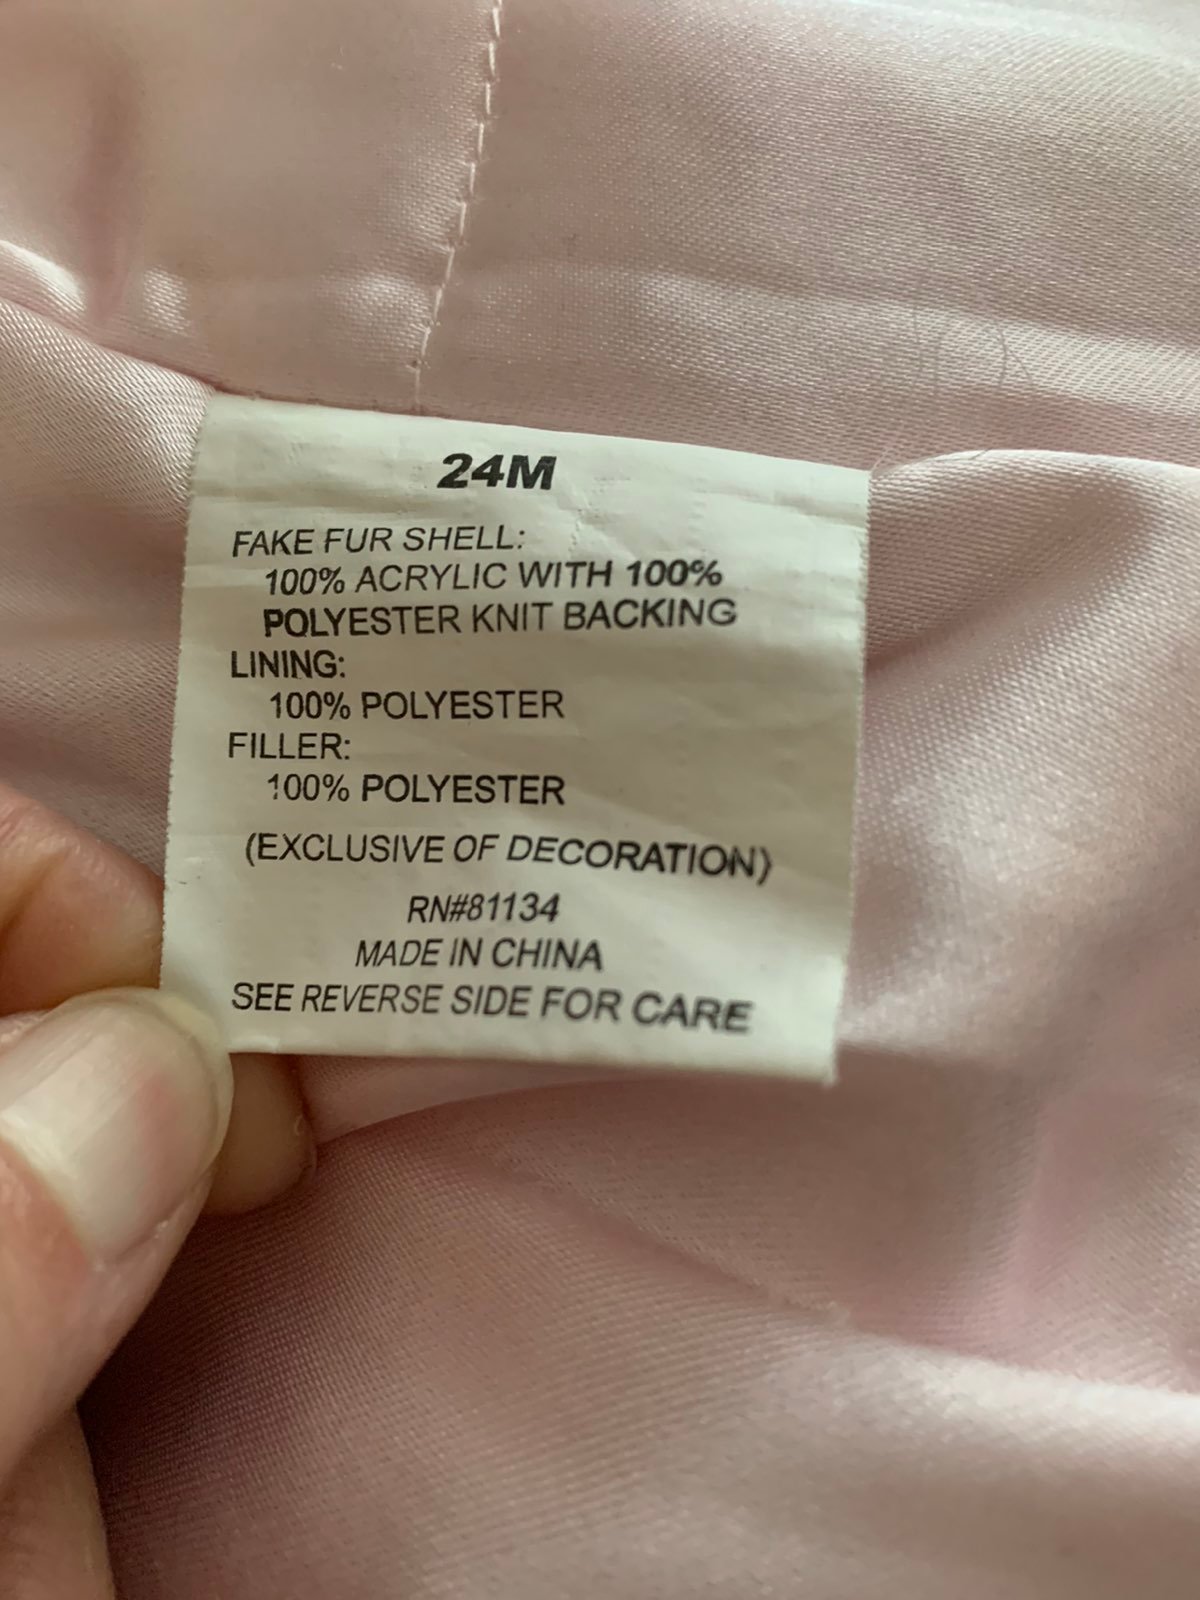 24M
FAKE FUR SHELL:
100% ACRYLIC WITH 100%
POLYESTER KNIT BACKING
LINING:
100% POLYESTER
FILLER:
100% POLYESTER
(EXCLUSIVE OF DECORATION)
RN#81134
MADE IN CHINA
SEE REVERSE SIDE FOR CARE